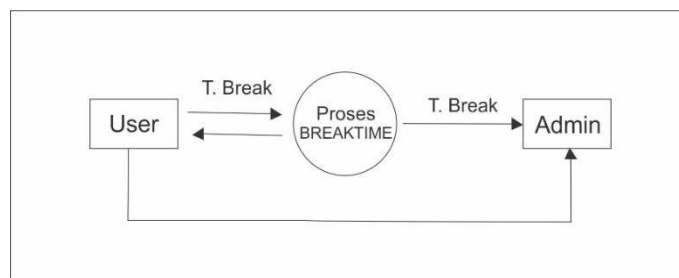 T. Break
User
Proses
BREAKTIME
T. Break
Admin